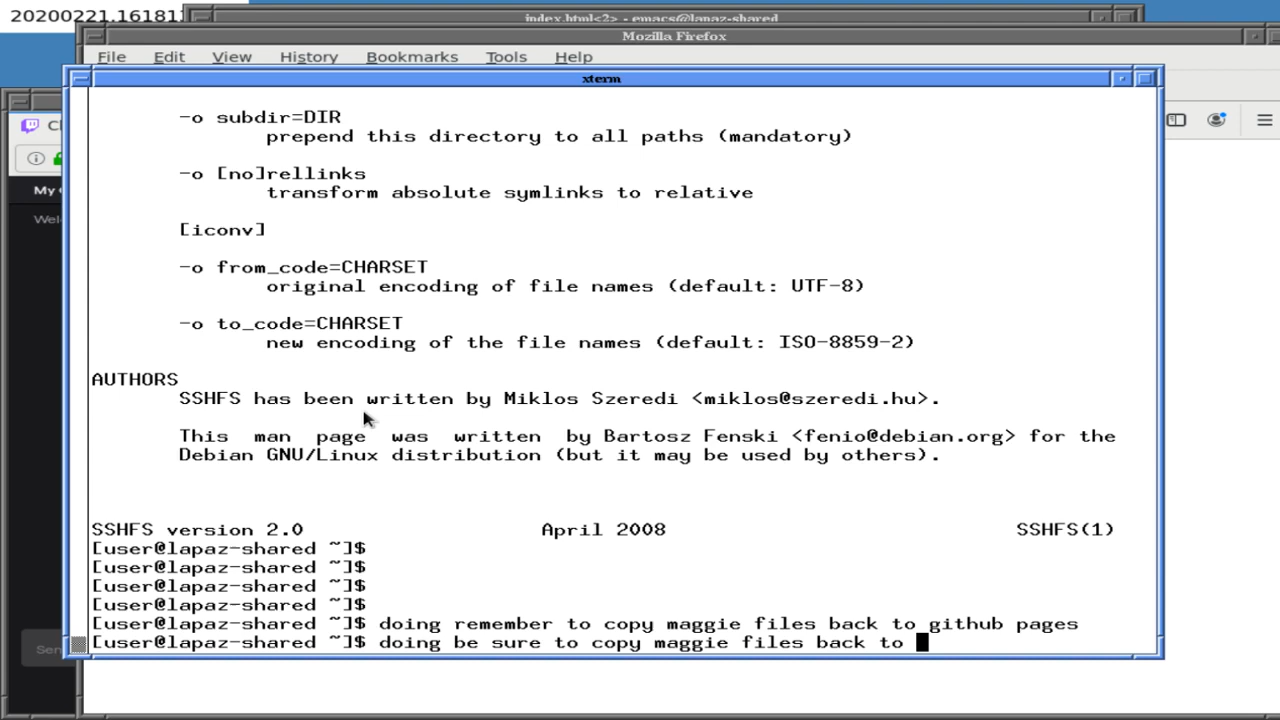 20200221.16181
index.html<2> - emacs@lapaz-shared
Mozilla Firefox
File Edit View History Bookmarks Tools Help
xterm
-o subdir=DIR
prepend this directory to all paths (mandatory)
-o [no]rellinks
transform absolute symlinks to relative
[iconv]
-o from_code=CHARSET
original encoding of file names (default: UTF-8)
-o to_code=CHARSET
new encoding of the file names (default: ISO-8859-2)
AUTHORS
SSHFS has been written by Miklos Szeredi <miklos@szeredi.hu>.
This man page was written by Bartosz Fenski <fenio@debian.org> for the
Debian GNU/Linux distribution (but it may be used by others).
SSHFS version 2.0 April 2008 SSHFS(1)
[user@lapaz-shared ~]$
[user@lapaz-shared ~]$
[user@lapaz-shared ~]$
[user@lapaz-shared ~]$
[user@lapaz-shared ~]$ doing remember to copy maggie files back to github pages
[user@lapaz-shared ~]$ doing be sure to copy maggie files back to
My